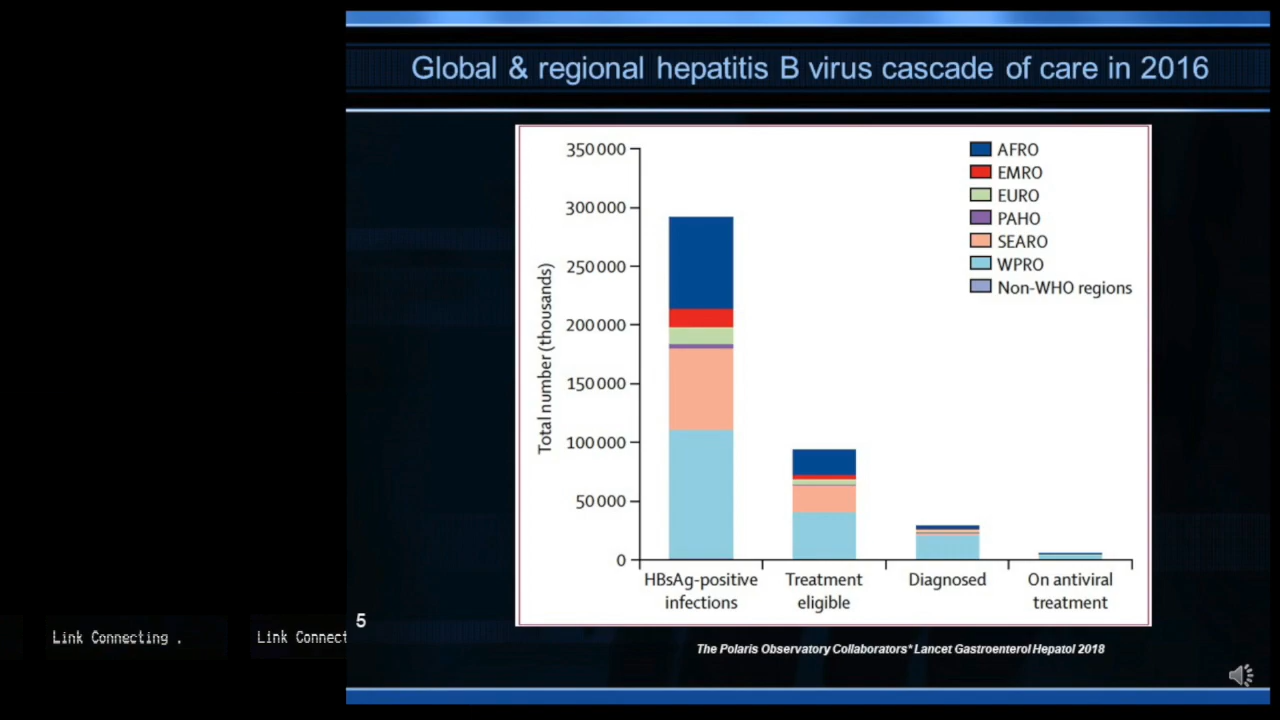 Global & regional hepatitis B virus cascade of care in 2016
Total number (thousands)
350 000
300 000
250 000
200 000
150 000
100 000
50 000
0
AFRO
EMRO
EURO
PAHO
SEARO
WPRO
Non-WHO regions
HBsAg-positive
infections
Treatment
eligible
Diagnosed
On antiviral
treatment
5
Link Connecting .
Link Connect
The Polaris Observatory Collaborators* Lancet Gastroenterol Hepatol 2018